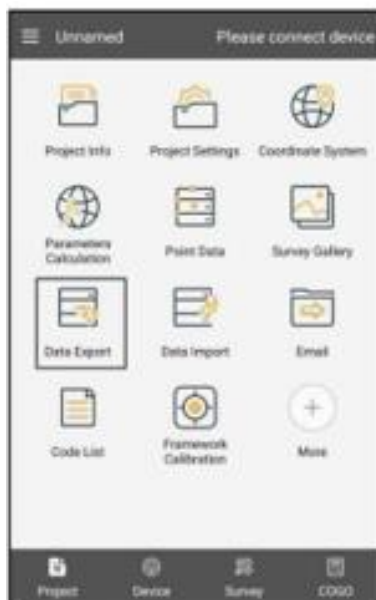 Unnamed Please connect device
Project Info Project Settings Coordinate System
Parameters
Calculation
Point Data Survey Gallery
Data Export Data Import Email
Code List
Framework
Calibration
More
Project Device Survey COGO